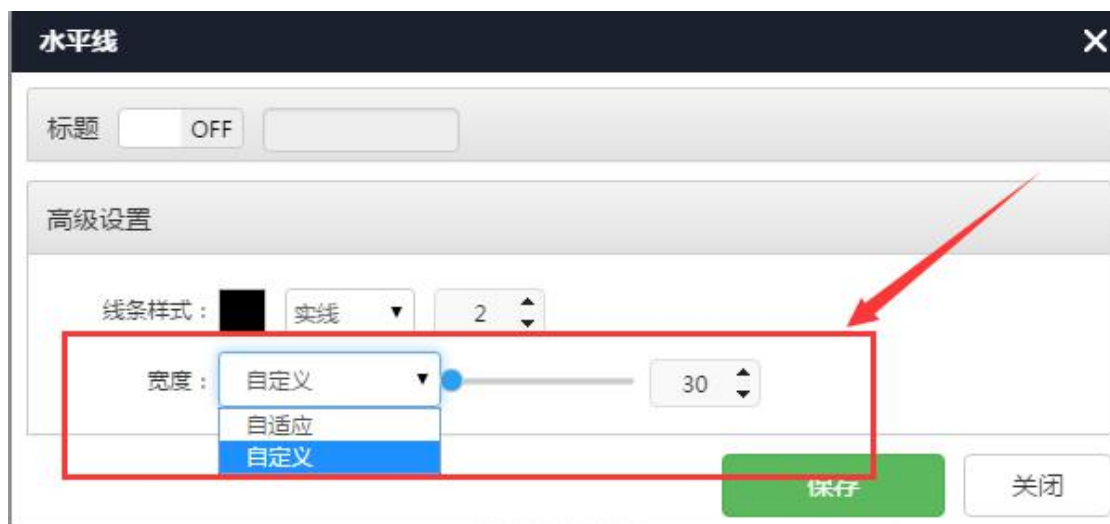 水平线
标题 OFF
高级设置
线条样式： 实线 2
宽度： 自定义 30
自适应
自定义
保存 关闭